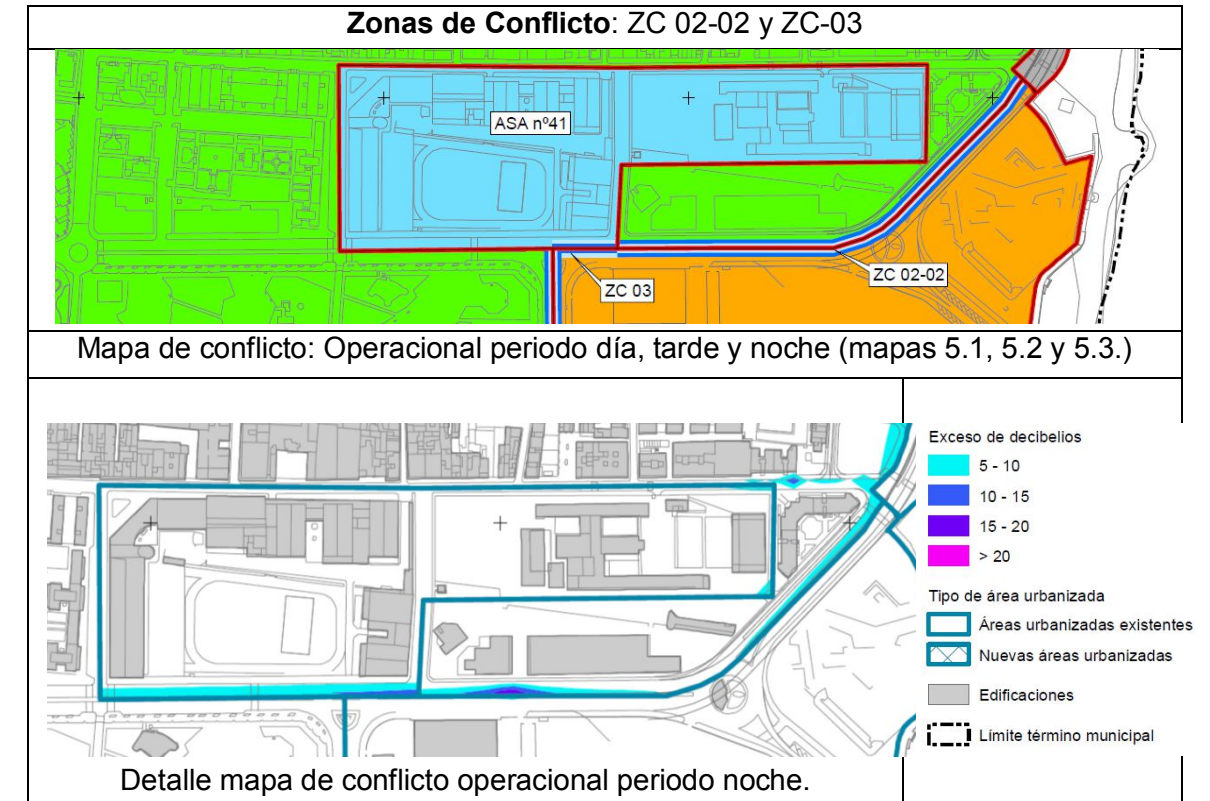 Zonas de Conflicto: ZC 02-02 y ZC-03
ASA nº41
ZC 02-02
ZC 03
Mapa de conflicto: Operacional periodo día, tarde y noche (mapas 5.1, 5.2 y 5.3.)
Exceso de decibelios
5 - 10
10 - 15
15 - 20
> 20
Tipo de área urbanizada
Áreas urbanizadas existentes
Nuevas áreas urbanizadas
Edificaciones
Límite término municipal
Detalle mapa de conflicto operacional periodo noche.